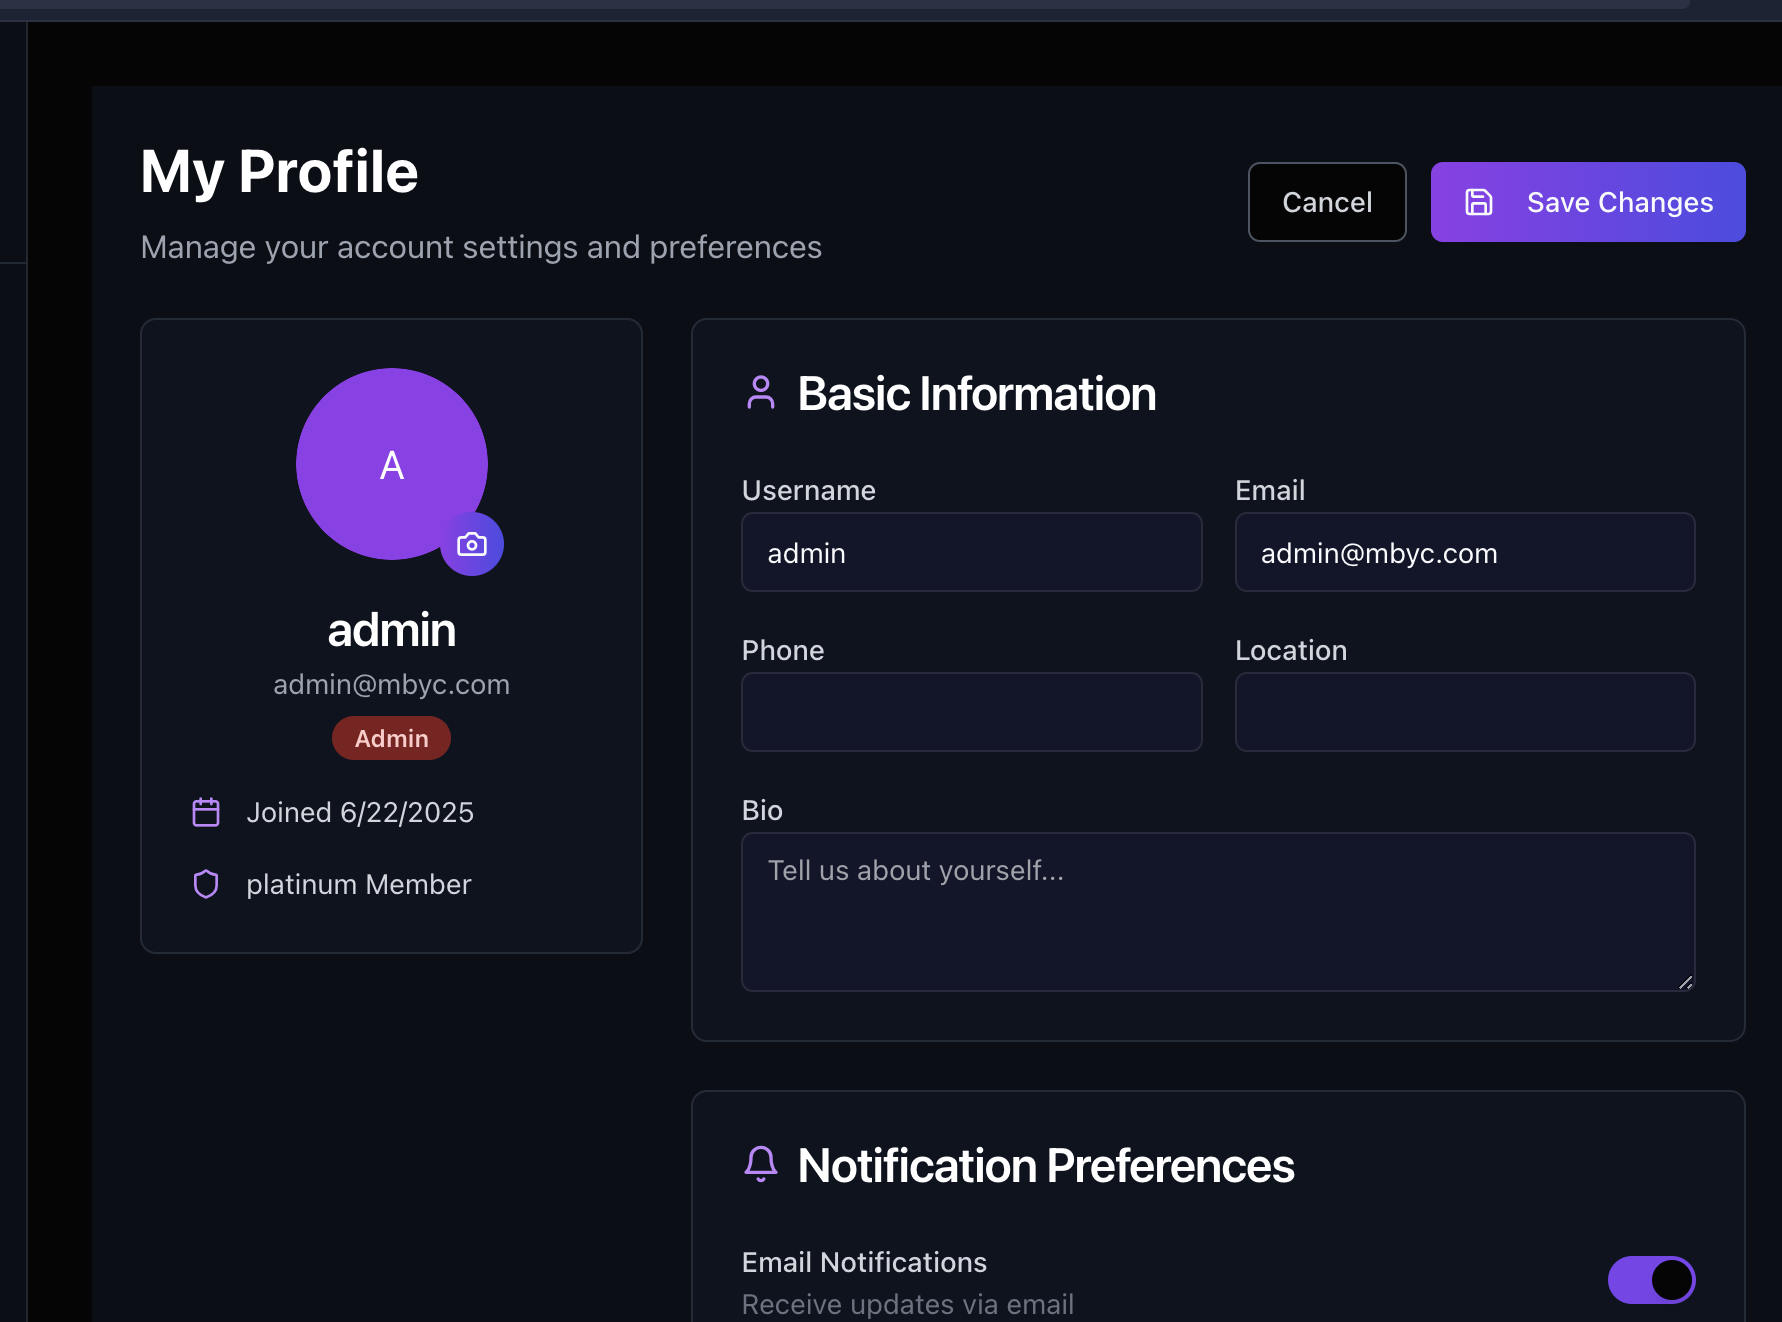 My Profile
Manage your account settings and preferences
Cancel
Save Changes
A
admin
admin@mbyc.com
Admin
Joined 6/22/2025
platinum Member
Basic Information
Username
admin
Email
admin@mbyc.com
Phone
Location
Bio
Tell us about yourself...
Notification Preferences
Email Notifications
Receive updates via email